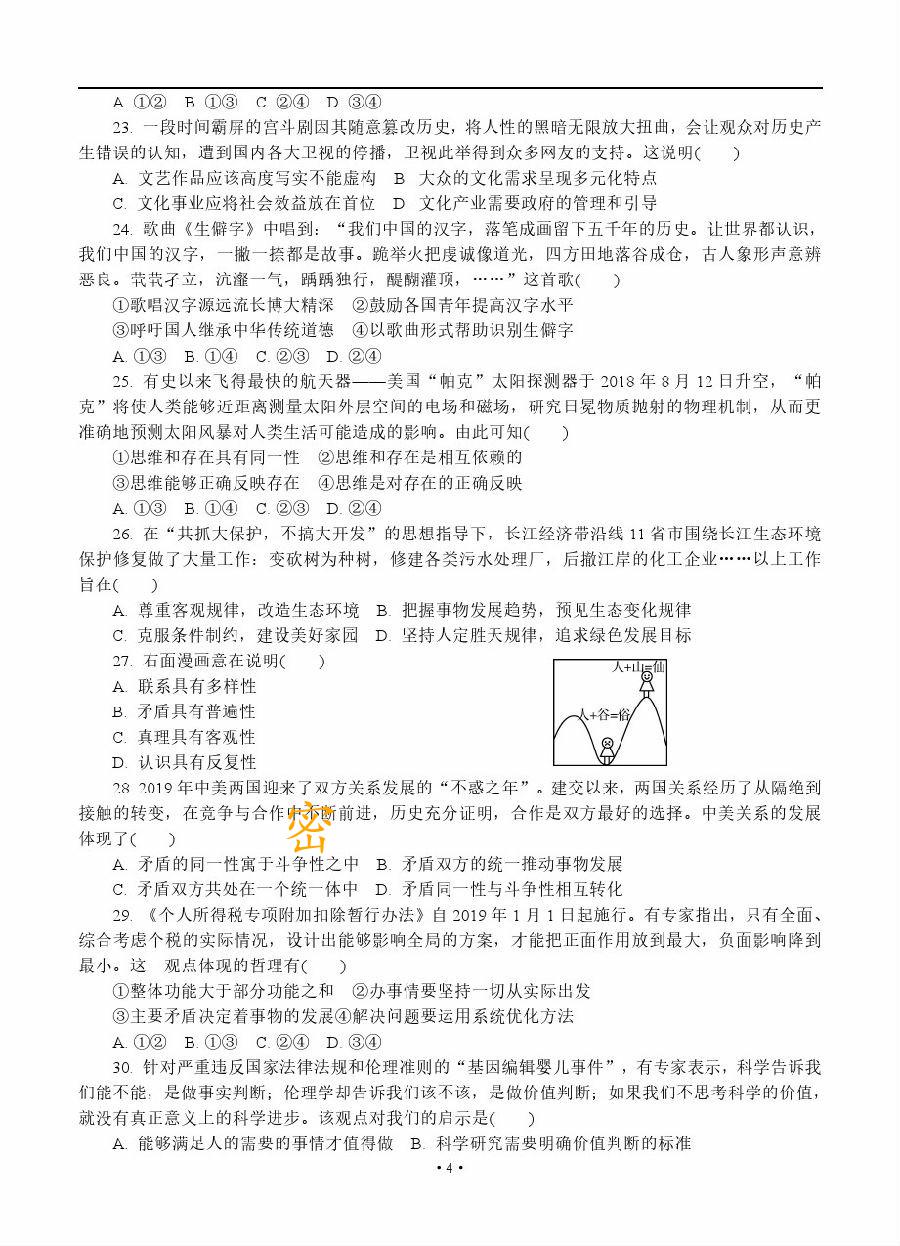 A. ①② B. ①③ C. ②④ D. ③④
23. 一段时间霸屏的宫斗剧因其随意篡改历史，将人性的黑暗无限放大扭曲，会让观众对历史产
生错误的认知，遭到国内各大卫视的停播，卫视此举得到众多网友的支持。这说明(　　)
A. 文艺作品应该高度写实不能虚构 B 大众的文化需求呈现多元化特点
C. 文化事业应将社会效益放在首位 D 文化产业需要政府的管理和引导
24. 歌曲《生僻字》中唱到：“我们中国的汉字，落笔成画留下五千年的历史。让世界都认识，
我们中国的汉字，一撇一捺都是故事。跪举火把虔诚像道光，四方田地落谷成仓，古人象形声意辨
恶良。茕茕孑立，沆瀣一气，踽踽独行，醍醐灌顶，……”这首歌(　　)
①歌唱汉字源远流长博大精深 ②鼓励各国青年提高汉字水平
③呼吁国人继承中华传统道德 ④以歌曲形式帮助识别生僻字
A. ①③ B. ①④ C. ②③ D. ②④
25. 有史以来飞得最快的航天器——美国“帕克”太阳探测器于 2018 年 8 月 12 日升空，“帕
克”将使人类能够近距离测量太阳外层空间的电场和磁场，研究日冕物质抛射的物理机制，从而更
准确地预测太阳风暴对人类生活可能造成的影响。由此可知(　　)
①思维和存在具有同一性 ②思维和存在是相互依赖的
③思维能够正确反映存在 ④思维是对存在的正确反映
A. ①③ B. ①④ C. ②③ D. ②④
26. 在“共抓大保护，不搞大开发”的思想指导下，长江经济带沿线 11 省市围绕长江生态环境
保护修复做了大量工作：变砍树为种树，修建各类污水处理厂，后撤江岸的化工企业……以上工作
旨在(　　)
A. 尊重客观规律，改造生态环境 B. 把握事物发展趋势，预见生态变化规律
C. 克服条件制约，建设美好家园 D. 坚持人定胜天规律，追求绿色发展目标
27. 右面漫画意在说明(　　)
A. 联系具有多样性
B. 矛盾具有普遍性
C. 真理具有客观性
D. 认识具有反复性
人+山=仙
人+谷=俗
28. 2019 年中美两国迎来了双方关系发展的“不惑之年”。建交以来，两国关系经历了从隔绝到
接触的转变，在竞争与合作中不断前进，历史充分证明，合作是双方最好的选择。中美关系的发展
体现了(　　)
密
A. 矛盾的同一性寓于斗争性之中 B. 矛盾双方的统一推动事物发展
C. 矛盾双方共处在一个统一体中 D. 矛盾同一性与斗争性相互转化
29. 《个人所得税专项附加扣除暂行办法》自 2019 年 1 月 1 日起施行。有专家指出，只有全面、
综合考虑个税的实际情况，设计出能够影响全局的方案，才能把正面作用放到最大，负面影响降到
最小。这 观点体现的哲理有(　　)
①整体功能大于部分功能之和 ②办事情要坚持一切从实际出发
③主要矛盾决定着事物的发展④解决问题要运用系统优化方法
A. ①② B. ①③ C. ②④ D. ③④
30. 针对严重违反国家法律法规和伦理准则的“基因编辑婴儿事件”，有专家表示，科学告诉我
们能不能，是做事实判断；伦理学却告诉我们该不该，是做价值判断；如果我们不思考科学的价值，
就没有真正意义上的科学进步。该观点对我们的启示是(　　)
A. 能够满足人的需要的事情才值得做 B. 科学研究需要明确价值判断的标准
·4·